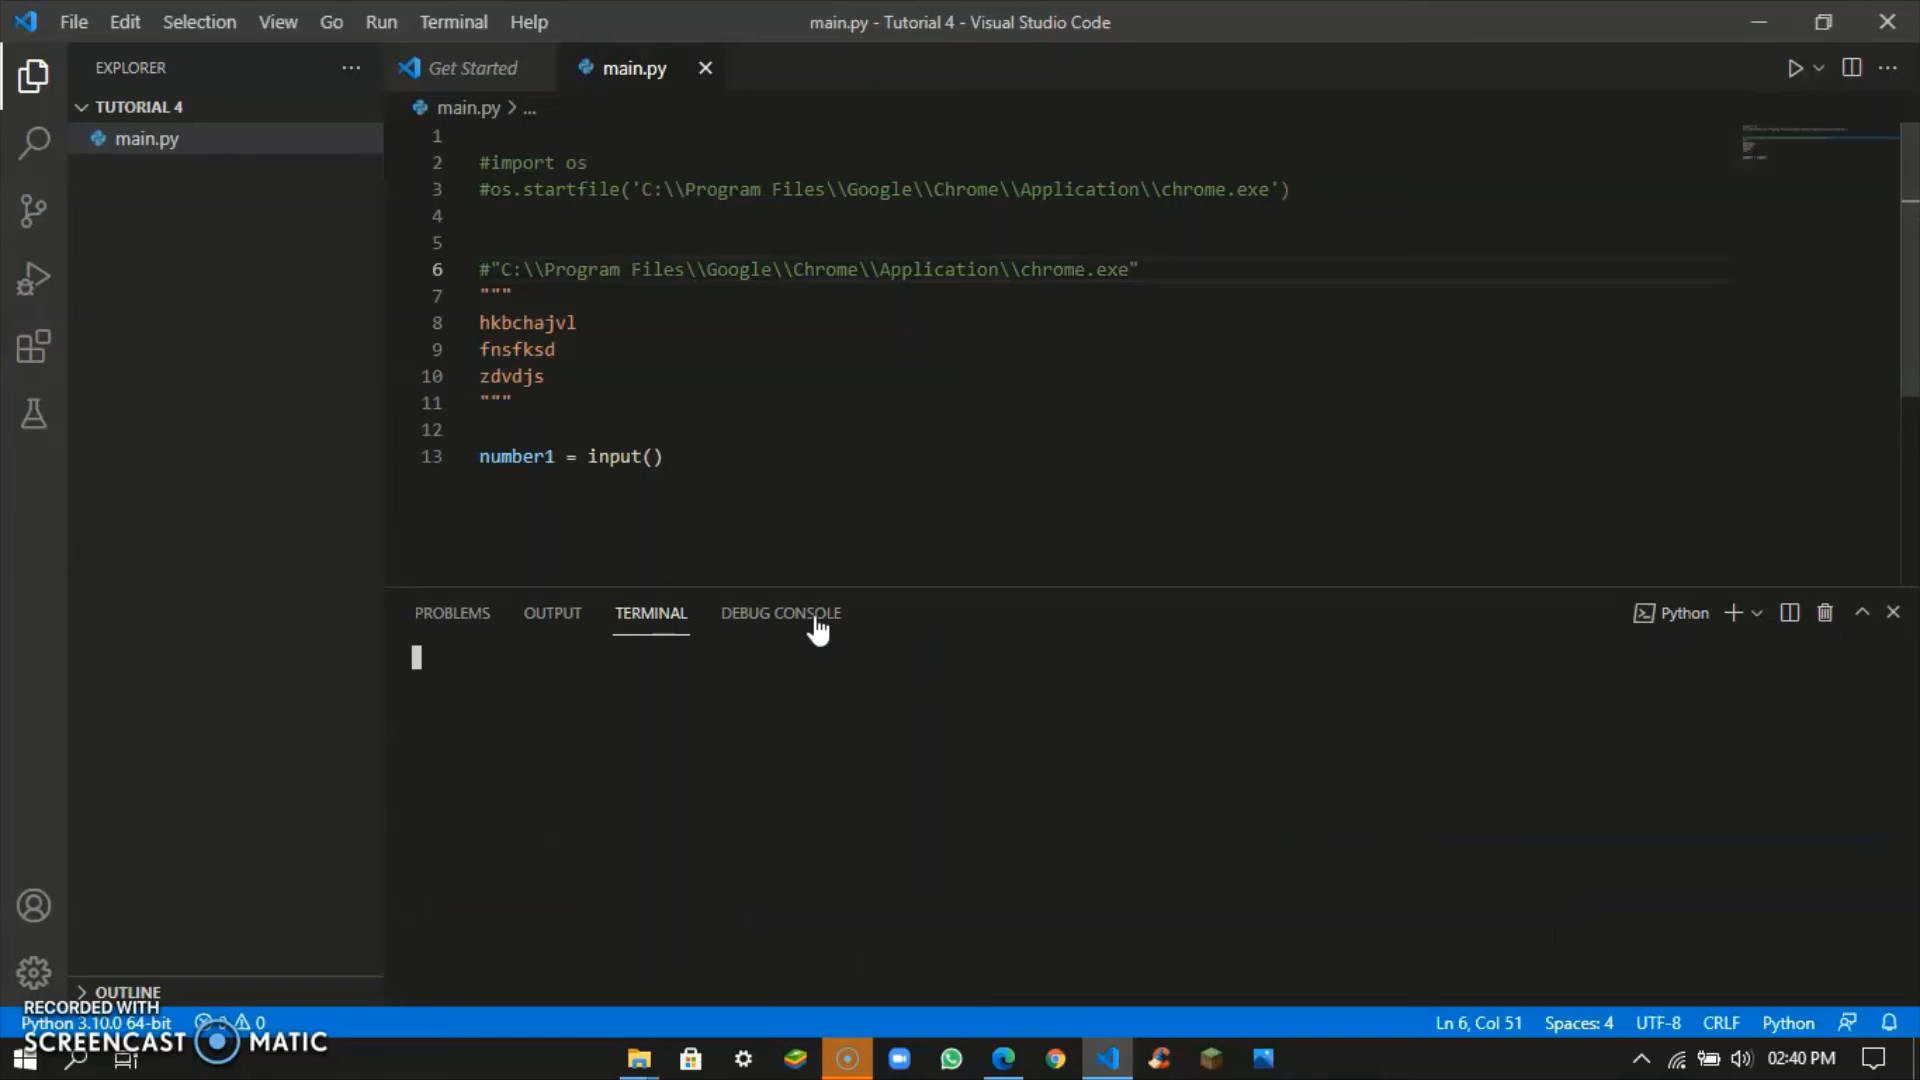 File Edit Selection View Go Run Terminal Help
main.py - Tutorial 4 - Visual Studio Code
EXPLORER
Get Started
main.py
TUTORIAL 4
main.py
main.py > ...
1
2 #import os
3 #os.startfile('C:\\Program Files\\Google\\Chrome\\Application\\chrome.exe')
4
5
6 #"C:\\Program Files\\Google\\Chrome\\Application\\chrome.exe"
7 """
8 hkbchajvl
9 fnsfksd
10 zdvdjs
11 """
12
13 number1 = input()
PROBLEMS OUTPUT TERMINAL DEBUG CONSOLE
Python
OUTLINE
RECORDED WITH
SCREENCAST MATIC
Python 3.10.0 64-bit 0
Ln 6, Col 51 Spaces: 4 UTF-8 CRLF Python
02:40 PM